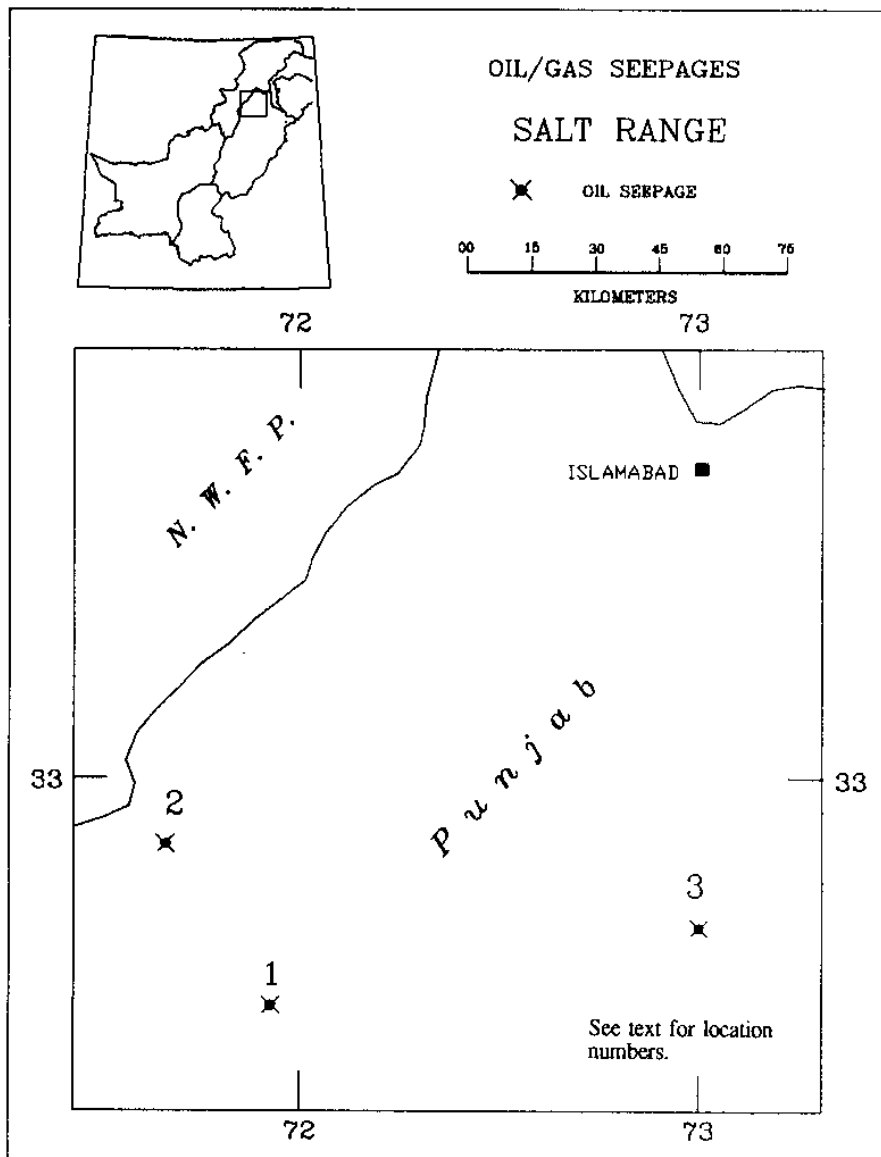 OIL/GAS SEEPAGES
SALT RANGE
OIL SEEPAGE
00 15 30 45 60 75
KILOMETERS
72 73
N. W. F. P.
ISLAMABAD
Punjab
33 33
2
3
1
See text for location
numbers.
72 73